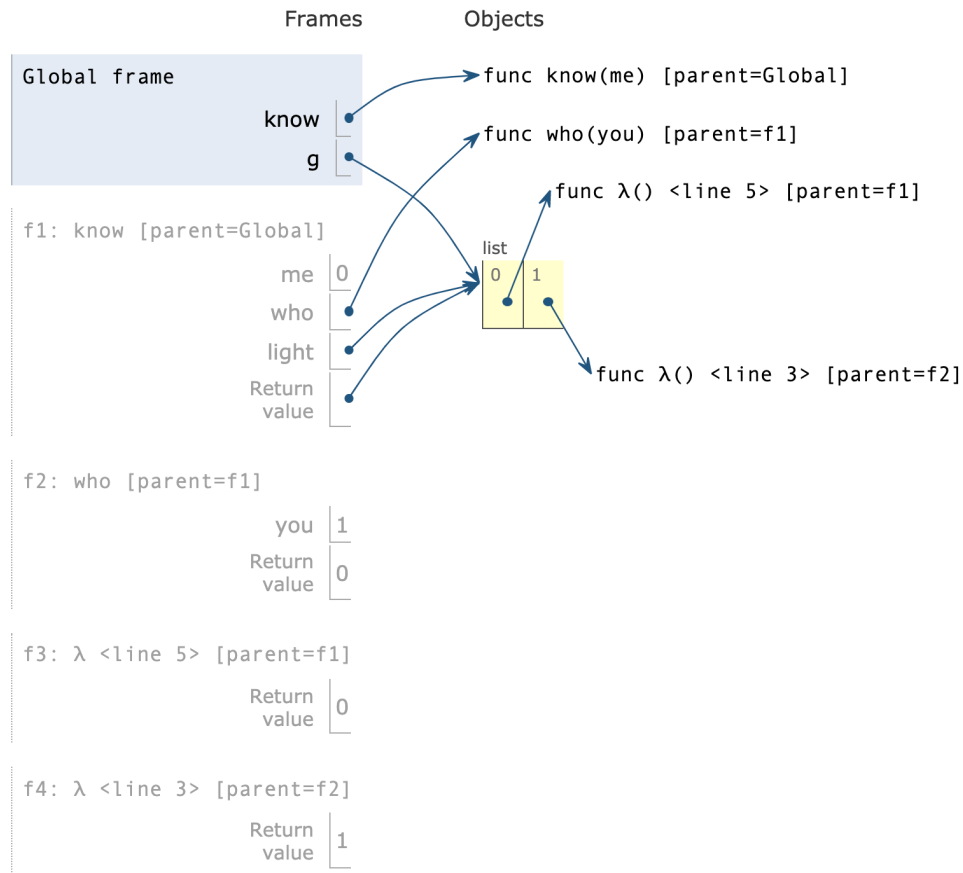 Frames Objects
Global frame
know
g
func know(me) [parent=Global]
func who(you) [parent=f1]
func λ() <line 5> [parent=f1]
list
0 1
func λ() <line 3> [parent=f2]
f1: know [parent=Global]
me 0
who
light
Return
value
f2: who [parent=f1]
you 1
Return
value 0
f3: λ <line 5> [parent=f1]
Return
value 0
f4: λ <line 3> [parent=f2]
Return
value 1